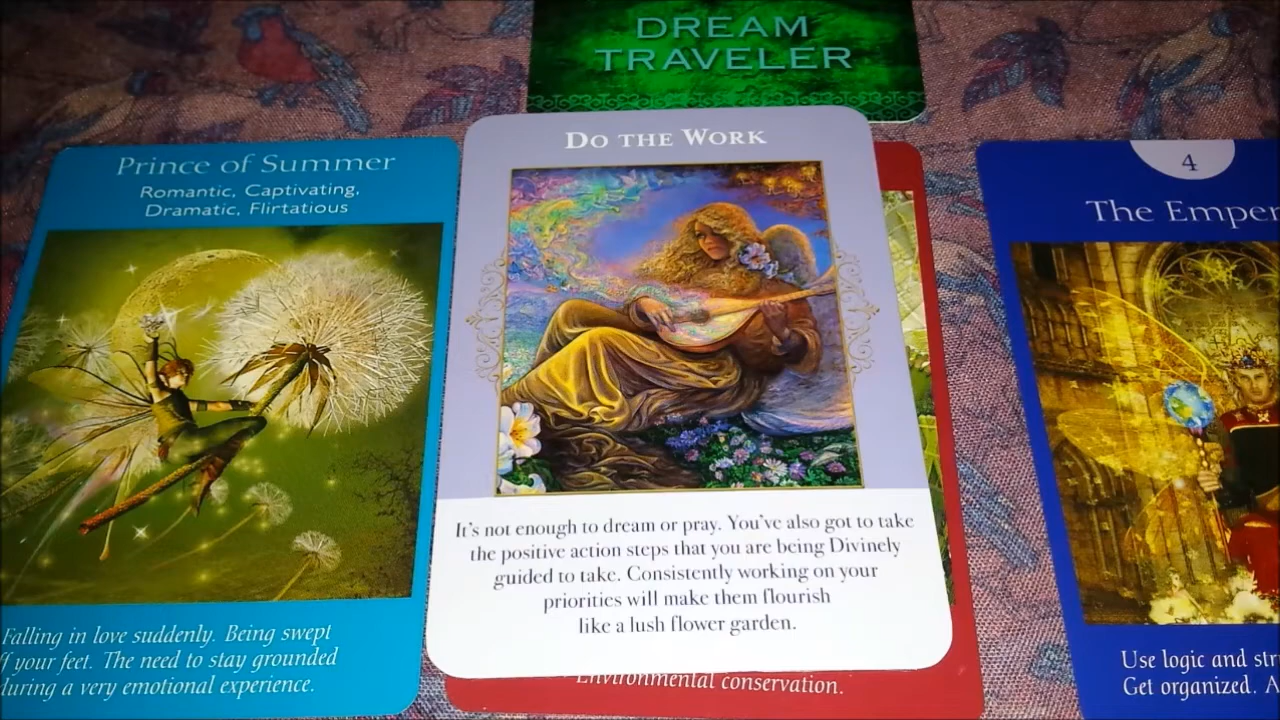 DREAM
TRAVELER
Prince of Summer
Romantic, Captivating,
Dramatic, Flirtatious
Falling in love suddenly. Being swept
your feet. The need to stay grounded
during a very emotional experience.
DO THE WORK
It's not enough to dream or pray. You've also got to take
the positive action steps that you are being Divinely
guided to take. Consistently working on your
priorities will make them flourish
like a lush flower garden.
Environmental conservation.
4
The
Use logic and
Get organized.